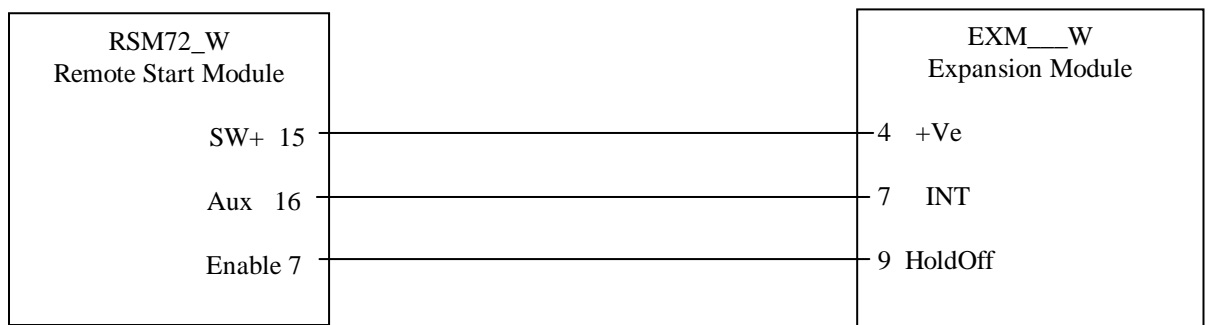 RSM72_W
Remote Start Module
SW+ 15
Aux 16
Enable 7
EXM___W
Expansion Module
4 +Ve
7 INT
9 HoldOff